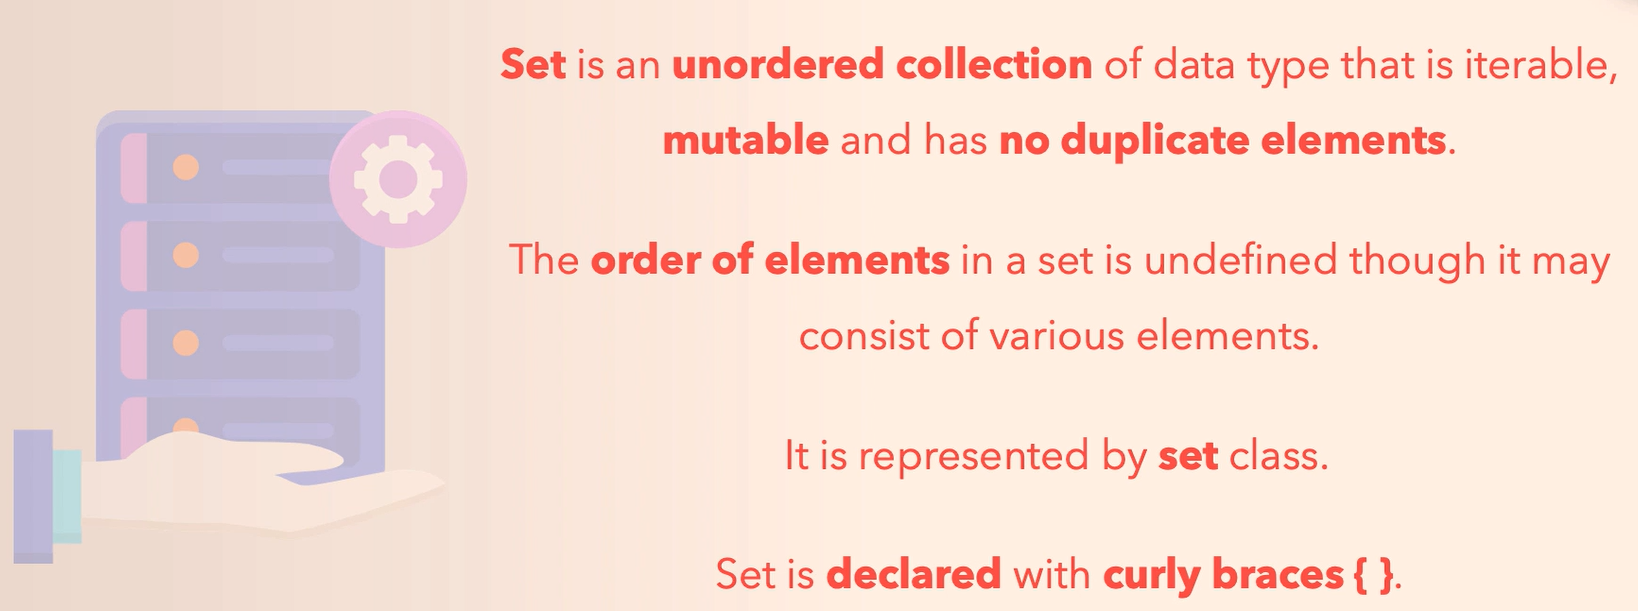 Set is an unordered collection of data type that is iterable,
mutable and has no duplicate elements.
The order of elements in a set is undefined though it may
consist of various elements.
It is represented by set class.
Set is declared with curly braces { }.